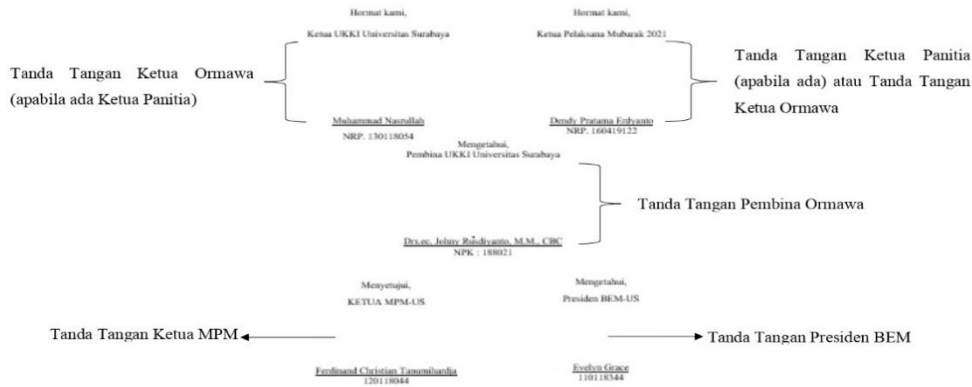 Hormat kami,
Ketua UKKI Universitas Surabaya
Hormat kami,
Ketua Pelaksana Mubarak 2021
Tanda Tangan Ketua Ormawa
(apabila ada Ketua Panitia)
Tanda Tangan Ketua Panitia
(apabila ada) atau Tanda Tangan
Ketua Ormawa
Muhammad Nasrullah
NRP. 130118054
Dendy Pratama Erdyanto
NRP. 160419122
Mengetahui,
Pembina UKKI Universitas Surabaya
Tanda Tangan Pembina Ormawa
Drs.ec. Johny Rusdiyanto, M.M., CBC
NPK : 188021
Menyetujui,
KETUA MPM-US
Mengetahui,
Presiden BEM-US
Tanda Tangan Ketua MPM
Tanda Tangan Presiden BEM
Ferdinand Christian Tanumihardja
120118044
Evelyn Grace
110118344